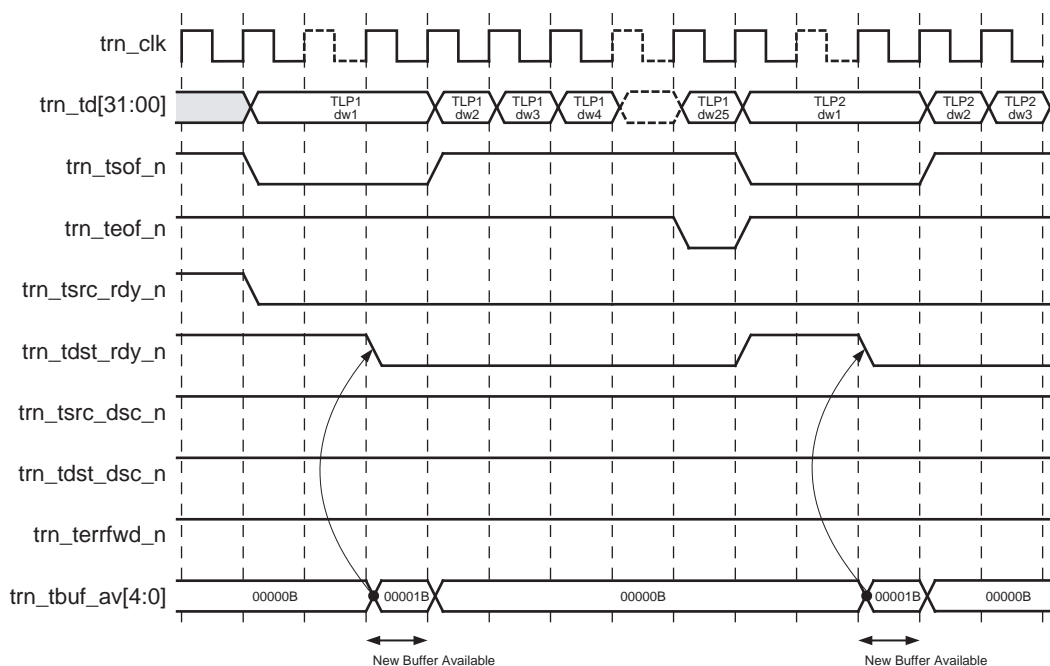 trn_clk
trn_td[31:00]
TLP1
dw1
TLP1
dw2
TLP1
dw3
TLP1
dw4
TLP1
dw25
TLP2
dw1
TLP2
dw2
TLP2
dw3
trn_tsof_n
trn_teof_n
trn_tsrc_rdy_n
trn_tdst_rdy_n
trn_tsrc_dsc_n
trn_tdst_dsc_n
trn_terrfwd_n
trn_tbuf_av[4:0]
00000B
00001B
00000B
00001B
00000B
New Buffer Available
New Buffer Available